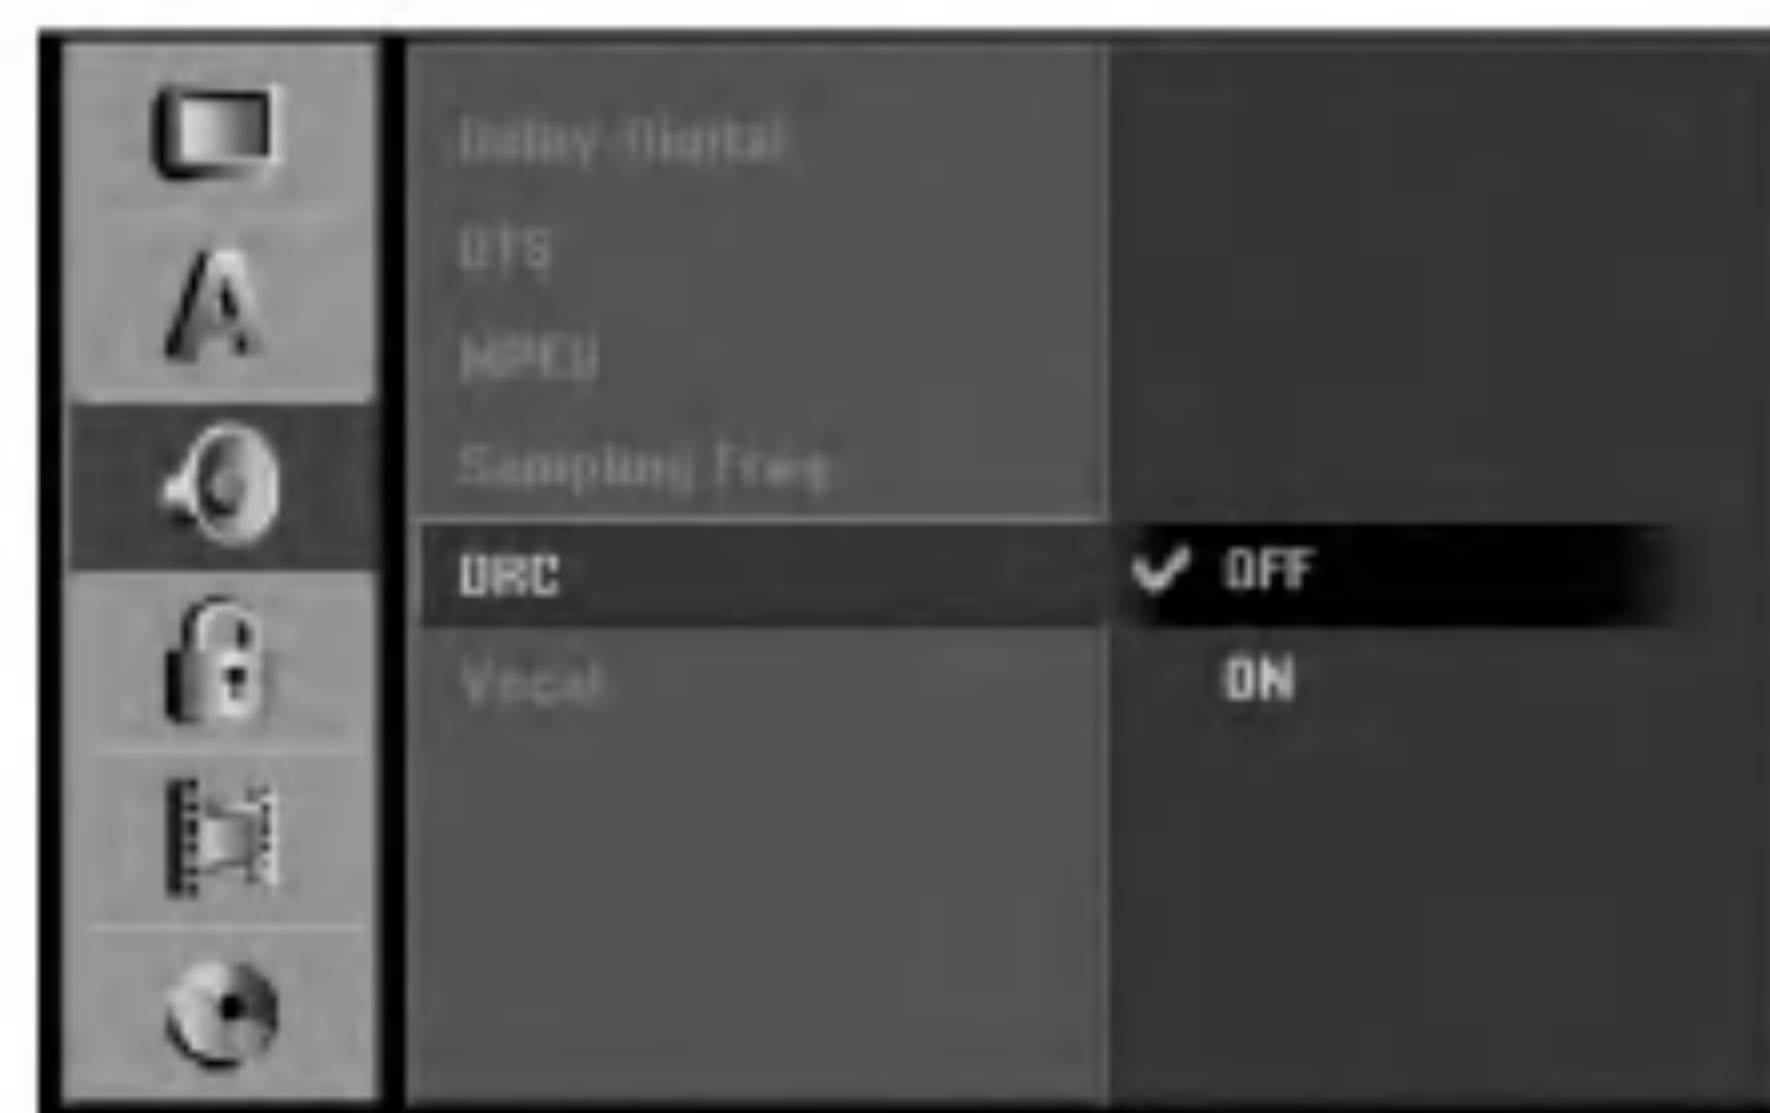 Dolby Digital
DTS
MPEG
Sampling Freq
DRC
OFF
ON
Vocal
A